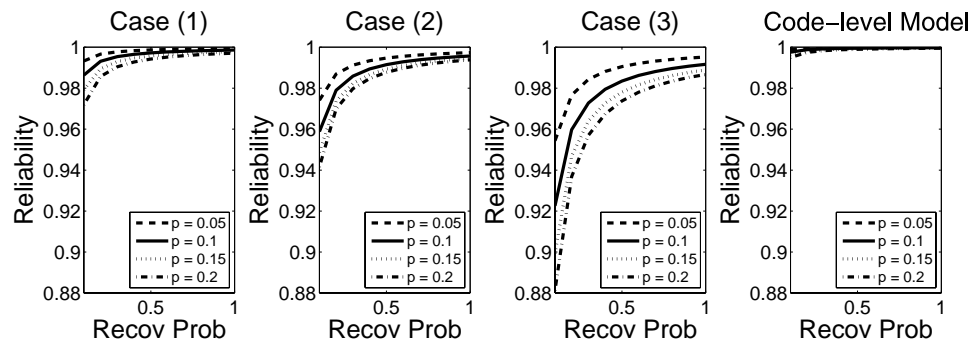 Case (1)
Reliability
1
0.98
0.96
0.94
0.92
0.9
0.88
0.5
1
Recov Prob
p = 0.05
p = 0.1
p = 0.15
p = 0.2
Case (2)
Reliability
1
0.98
0.96
0.94
0.92
0.9
0.88
0.5
1
Recov Prob
p = 0.05
p = 0.1
p = 0.15
p = 0.2
Case (3)
Reliability
1
0.98
0.96
0.94
0.92
0.9
0.88
0.5
1
Recov Prob
p = 0.05
p = 0.1
p = 0.15
p = 0.2
Code–level Model
Reliability
1
0.98
0.96
0.94
0.92
0.9
0.88
0.5
1
Recov Prob
p = 0.05
p = 0.1
p = 0.15
p = 0.2